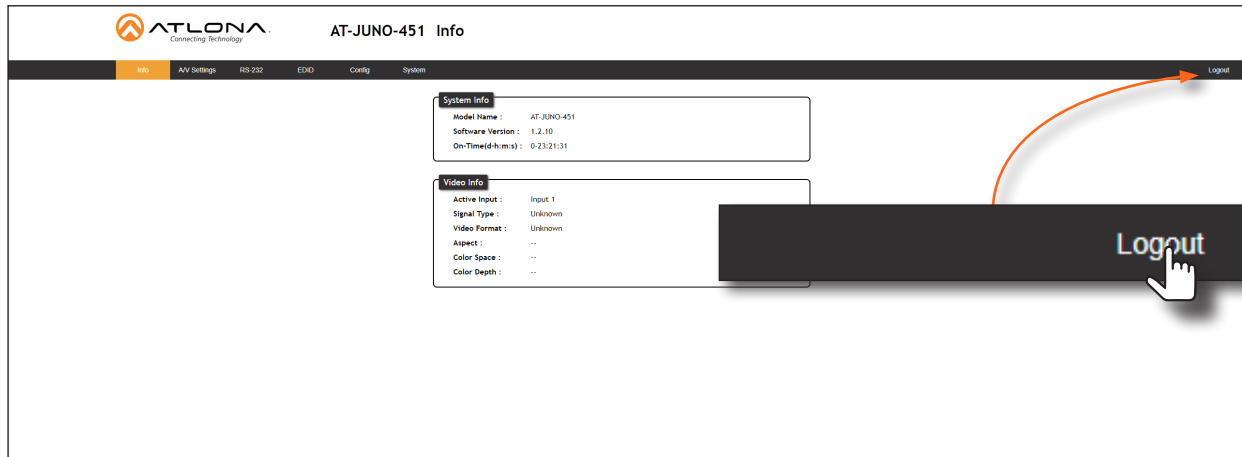 ATLONA.
Connecting Technology
AT-JUNO-451 Info
Info A/V Settings RS-232 EDID Config System Logout
System Info
Model Name : AT-JUNO-451
Software Version : 1.2.10
On-Time(d-h:m:s) : 0-23:21:31
Video Info
Active Input : Input 1
Signal Type : Unknown
Video Format : Unknown
Aspect : --
Color Space : --
Color Depth : --
Logout